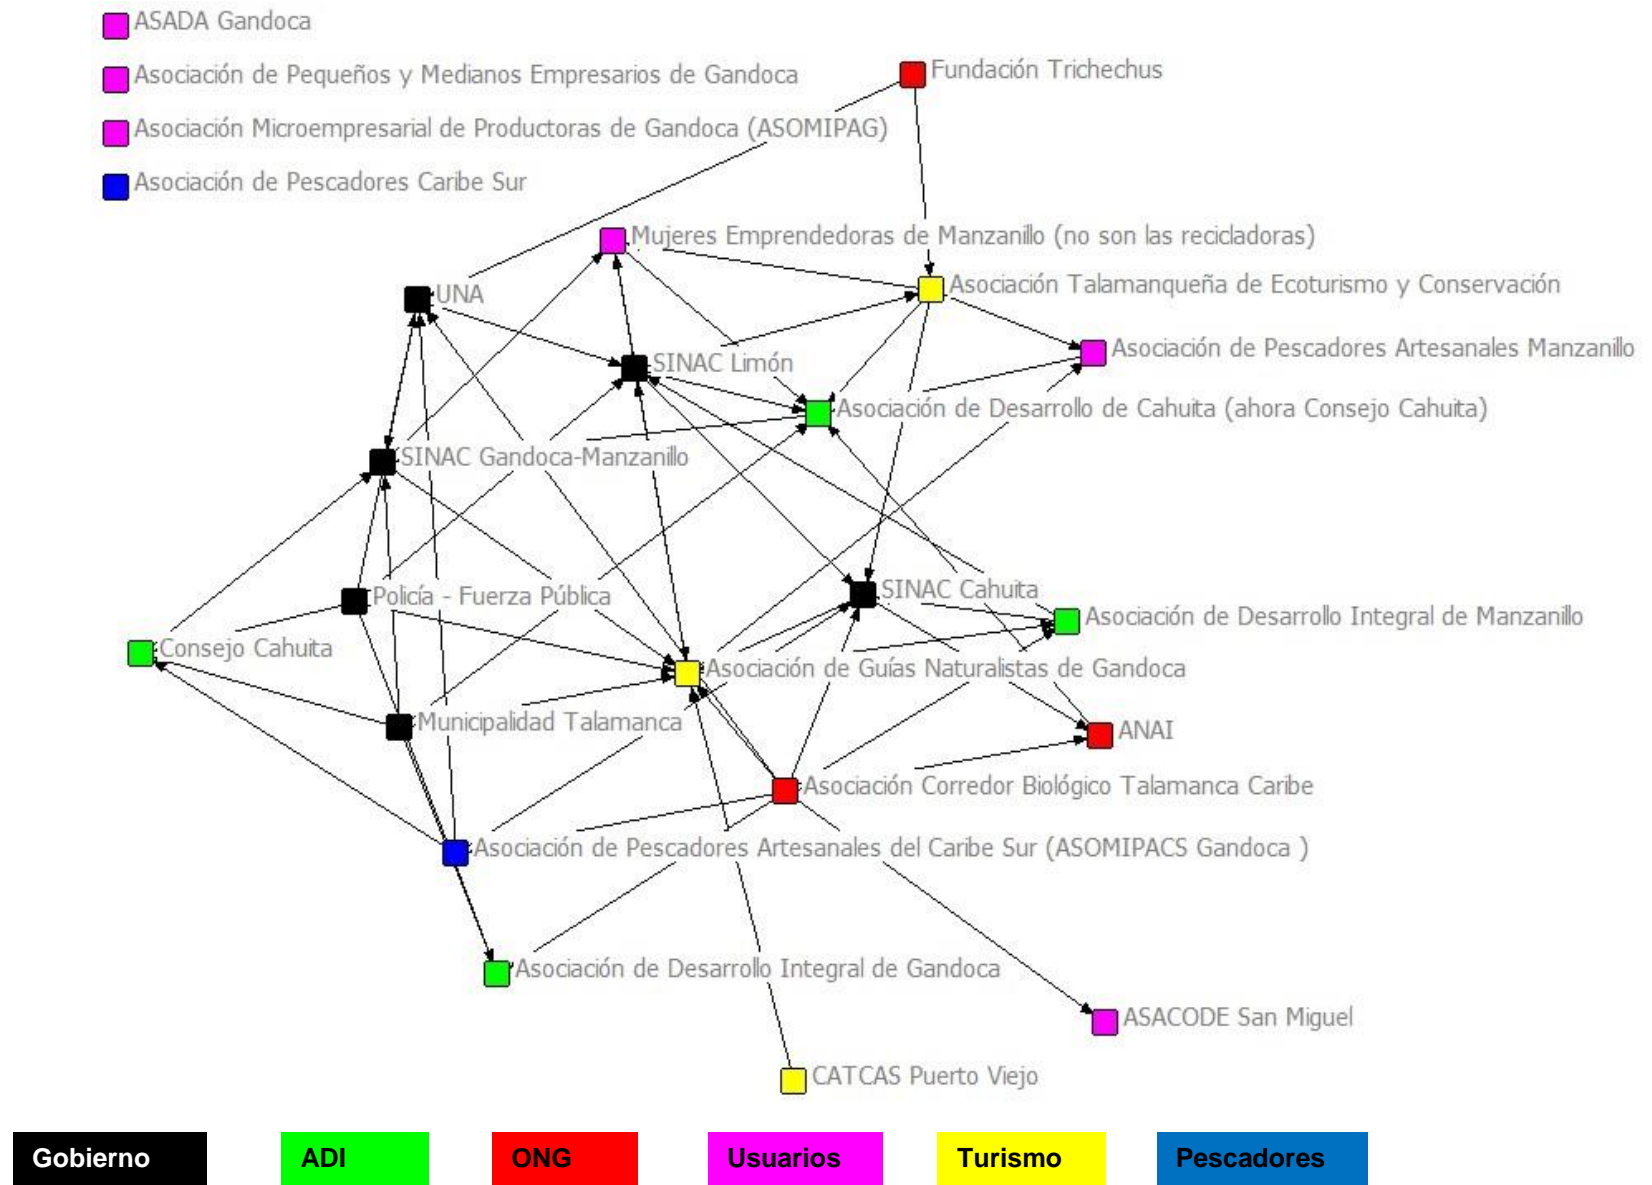 ASADA Gandoca
Fundación Trichechus
Asociación de Pequeños y Medianos Empresarios de Gandoca
Asociación Microempresarial de Productoras de Gandoca (ASOMIPAG)
Asociación de Pescadores Caribe Sur
Mujeres Emprendedoras de Manzanillo (no son las recicladoras)
Asociación Talamanqueña de Ecoturismo y Conservación
UNA
Asociación de Pescadores Artesanales Manzanillo
SINAC Limón
Asociación de Desarrollo de Cahuita (ahora Consejo Cahuita)
SINAC Gandoca-Manzanillo
SINAC Cahuita
Policía - Fuerza Pública
Asociación de Desarrollo Integral de Manzanillo
Consejo Cahuita
Asociación de Guías Naturalistas de Gandoca
Municipalidad Talamanca
ANAI
Asociación Corredor Biológico Talamanca Caribe
Asociación de Pescadores Artesanales del Caribe Sur (ASOMIPACS Gandoca )
Asociación de Desarrollo Integral de Gandoca
ASACODE San Miguel
CATCAS Puerto Viejo
Gobierno
ADI
ONG
Usuarios
Turismo
Pescadores